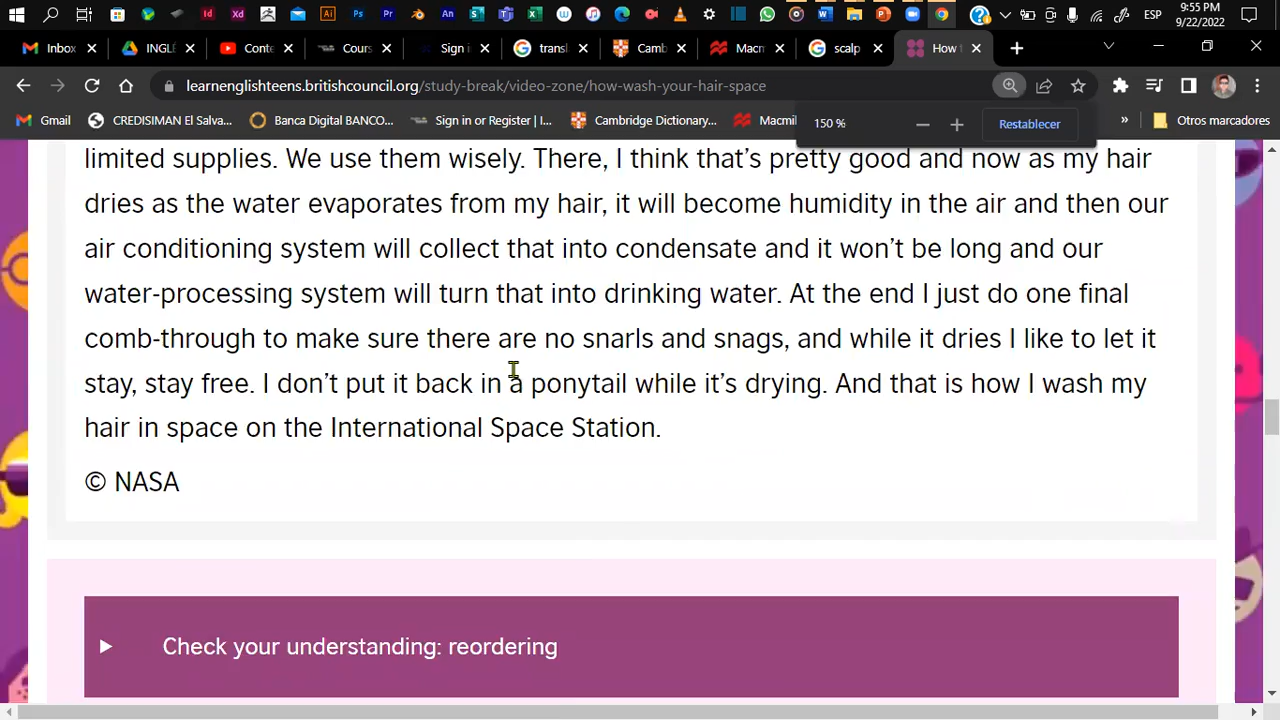 9:55 PM
ESP
9/22/2022
Inbox
INGLÉ
Conte
Cours
Sign i
transl
Camb
Macm
scalp
How t
learnenglishteens.britishcouncil.org/study-break/video-zone/how-wash-your-hair-space
Gmail
CREDISIMAN El Salva...
Banca Digital BANCO...
Sign in or Register | I...
Cambridge Dictionary...
Macmil
»
Otros marcadores
150 %
Restablecer
limited supplies. We use them wisely. There, I think that’s pretty good and now as my hair
dries as the water evaporates from my hair, it will become humidity in the air and then our
air conditioning system will collect that into condensate and it won’t be long and our
water-processing system will turn that into drinking water. At the end I just do one final
comb-through to make sure there are no snarls and snags, and while it dries I like to let it
stay, stay free. I don’t put it back in a ponytail while it’s drying. And that is how I wash my
hair in space on the International Space Station.
© NASA
Check your understanding: reordering